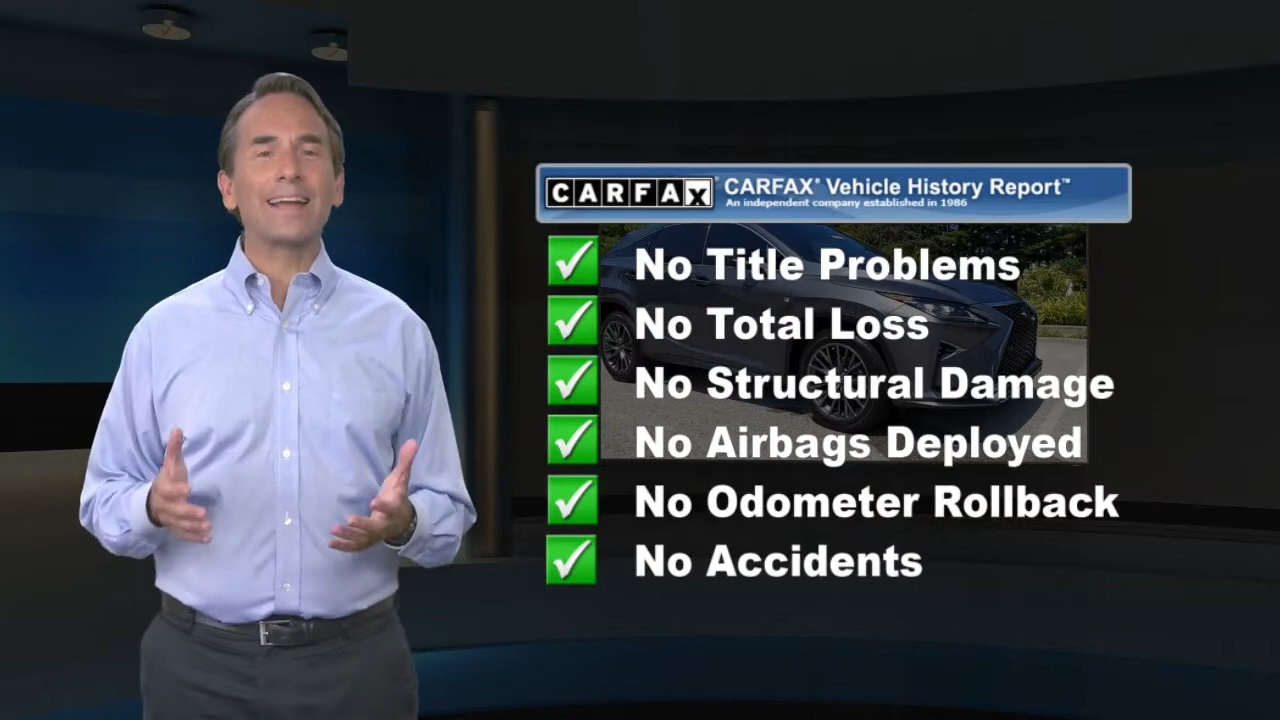 CARFAX® CARFAX® Vehicle History Report™
An independent company established in 1986
No Title Problems
No Total Loss
No Structural Damage
No Airbags Deployed
No Odometer Rollback
No Accidents